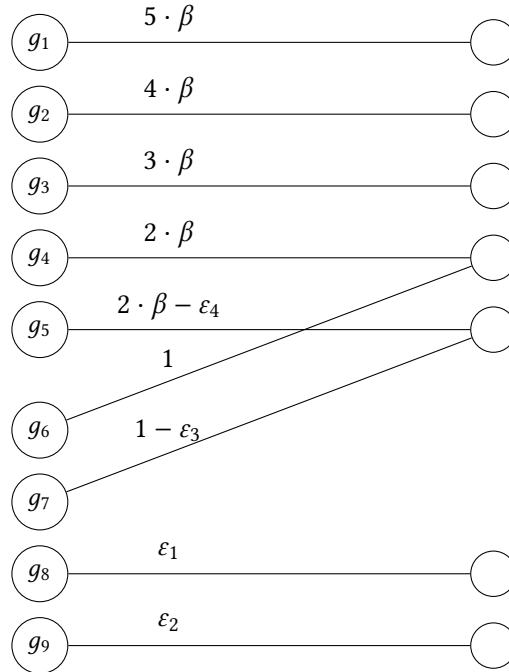 5 · β
g₁
4 · β
g₂
3 · β
g₃
2 · β
g₄
2 · β − ε₄
g₅
1
g₆
1 − ε₃
g₇
ε₁
g₈
ε₂
g₉